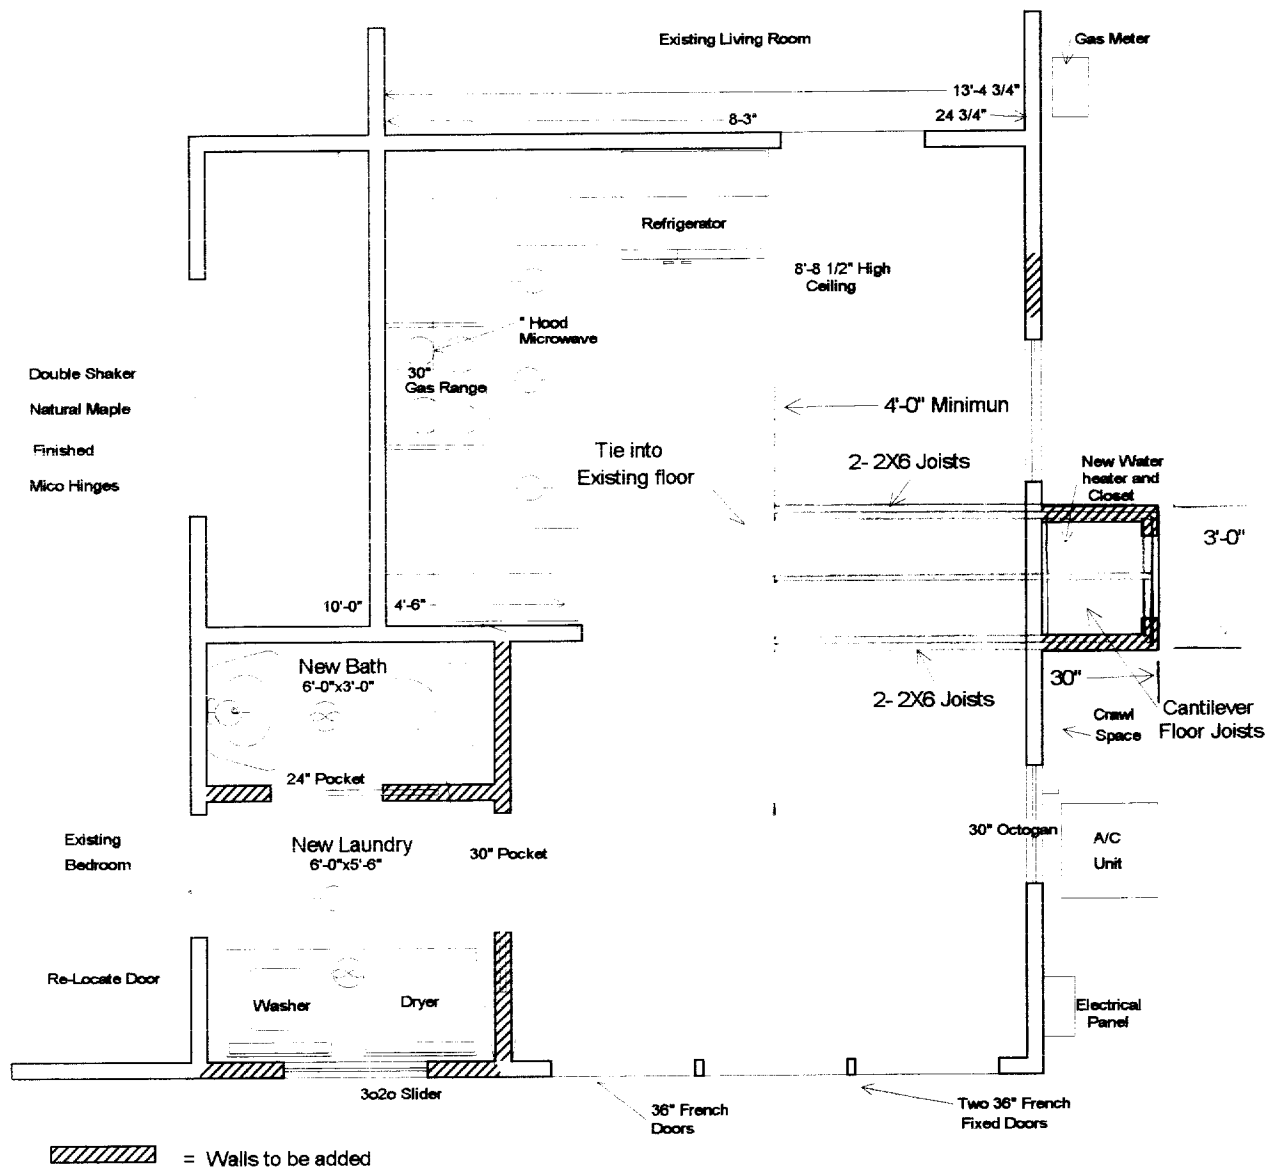 Existing Living Room
Gas Meter
13'-4 3/4"
8-3"
24 3/4"
Refrigerator
8'-8 1/2" High
Ceiling
" Hood
Microwave
30"
Gas Range
Double Shaker
Natural Maple
Finished
Mico Hinges
4'-0" Minimun
Tie into
Existing floor
2- 2X6 Joists
New Water
heater and
Closet
3'-0"
10'-0"
4'-6"
New Bath
6'-0"x3'-0"
30"
2- 2X6 Joists
Crawl
Space
Cantilever
Floor Joists
24" Pocket
Existing
Bedroom
New Laundry
6'-0"x5'-6"
30" Pocket
30" Octogan
A/C
Unit
Re-Locate Door
Washer
Dryer
Electrical
Panel
3o2o Slider
36" French
Doors
Two 36" French
Fixed Doors
= Walls to be added